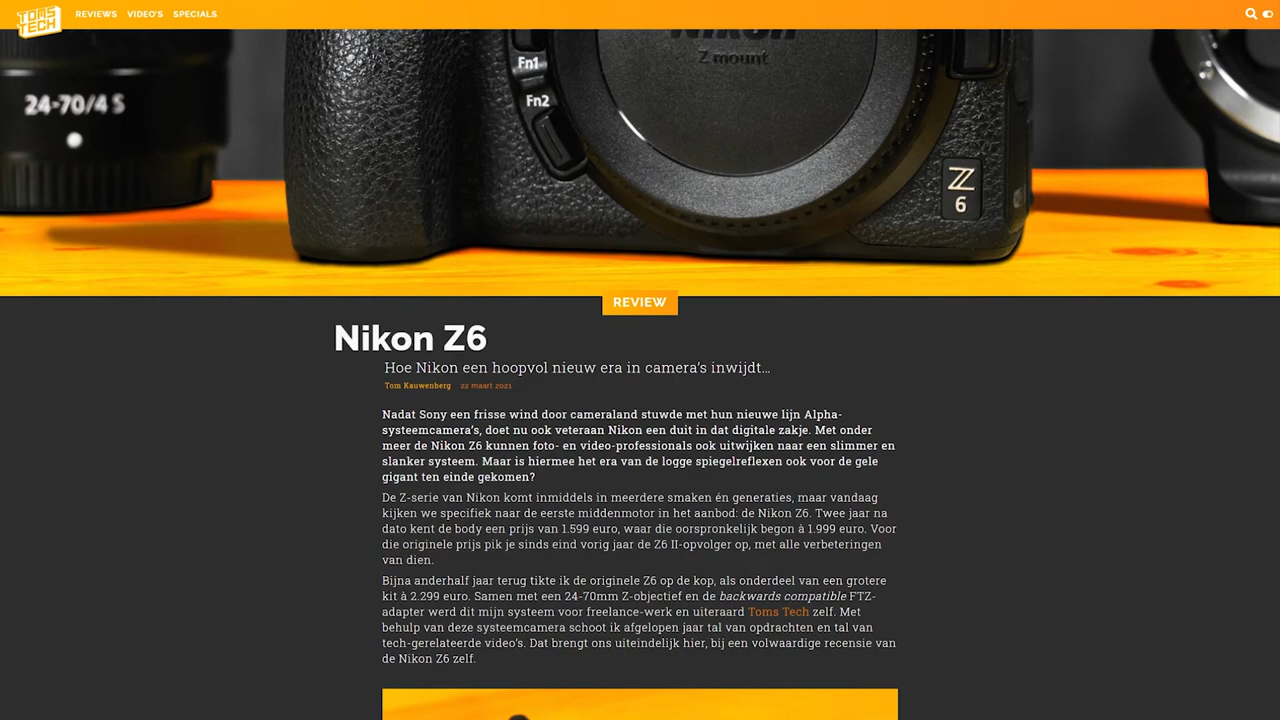 TOMS
TECH
REVIEWS VIDEO'S SPECIALS
Nikon
Z mount
Fn1
Fn2
24-70/4 S
Z
6
REVIEW
Nikon Z6
Hoe Nikon een hoopvol nieuw era in camera's inwijdt...
Tom Kauwenberg 22 maart 2021
Nadat Sony een frisse wind door cameraland stuwde met hun nieuwe lijn Alpha-
systeemcamera's, doet nu ook veteraan Nikon een duit in dat digitale zakje. Met onder
meer de Nikon Z6 kunnen foto- en video-professionals ook uitwijken naar een slimmer en
slanker systeem. Maar is hiermee het era van de logge spiegelreflexen ook voor de gele
gigant ten einde gekomen?
De Z-serie van Nikon komt inmiddels in meerdere smaken én generaties, maar vandaag
kijken we specifiek naar de eerste middenmotor in het aanbod: de Nikon Z6. Twee jaar na
dato kent de body een prijs van 1.599 euro, waar die oorspronkelijk begon à 1.999 euro. Voor
die originele prijs pik je sinds eind vorig jaar de Z6 II-opvolger op, met alle verbeteringen
van dien.
Bijna anderhalf jaar terug tikte ik de originele Z6 op de kop, als onderdeel van een grotere
kit à 2.299 euro. Samen met een 24-70mm Z-objectief en de backwards compatible FTZ-
adapter werd dit mijn systeem voor freelance-werk en uiteraard Toms Tech zelf. Met
behulp van deze systeemcamera schoot ik afgelopen jaar tal van opdrachten en tal van
tech-gerelateerde video's. Dat brengt ons uiteindelijk hier, bij een volwaardige recensie van
de Nikon Z6 zelf.